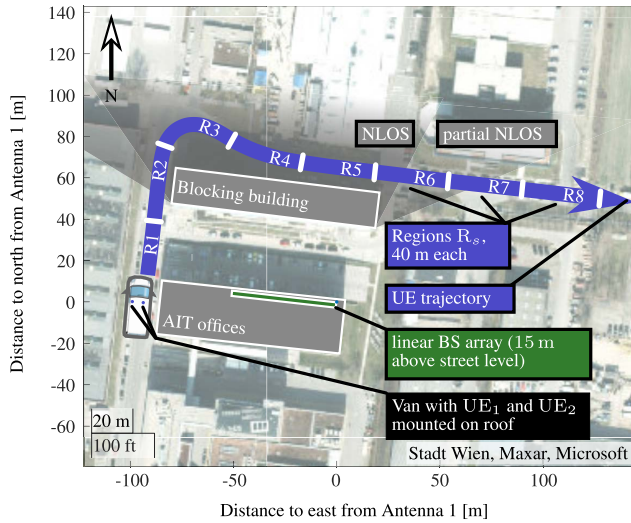 140
120
100
80
60
40
20
0
-20
-40
-60
-100
-50
0
50
100
Distance to north from Antenna 1 [m]
Distance to east from Antenna 1 [m]
N
R1
R2
R3
R4
R5
R6
R7
R8
NLOS
partial NLOS
Blocking building
AIT offices
Regions Rₛ,
40 m each
UE trajectory
linear BS array (15 m
above street level)
Van with UE₁ and UE₂
mounted on roof
20 m
100 ft
Stadt Wien, Maxar, Microsoft